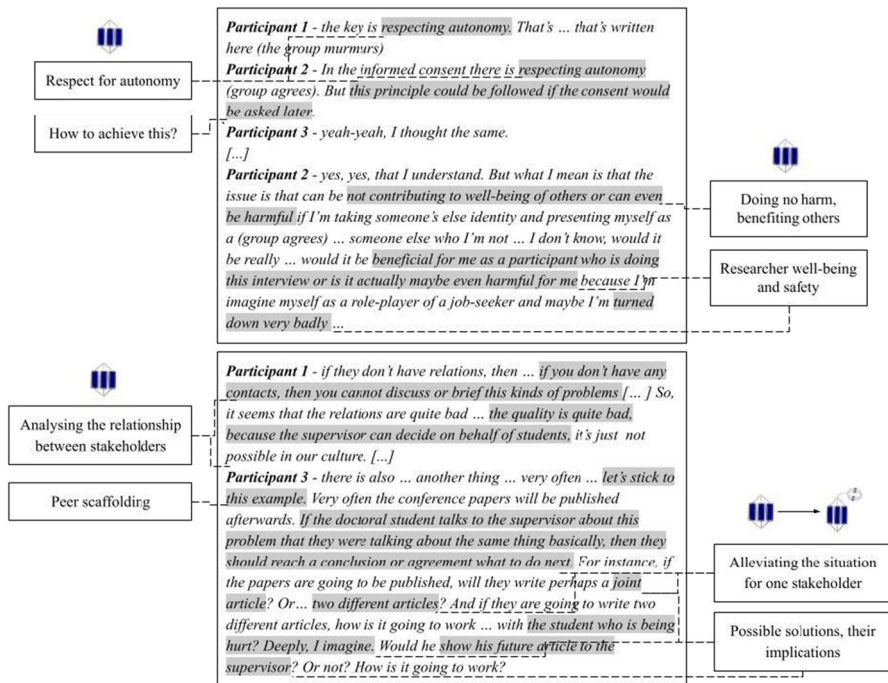 Respect for autonomy
How to achieve this?
Participant 1 - the key is respecting autonomy. That's ... that's written
here (the group murmurs)
Participant 2 - In the informed consent there is respecting autonomy
(group agrees). But this principle could be followed if the consent would
be asked later.
Participant 3 - yeah-yeah, I thought the same.
[...]
Participant 2 - yes, yes, that I understand. But what I mean is that the
issue is that can be not contributing to well-being of others or can even
be harmful if I'm taking someone's else identity and presenting myself as
a (group agrees) ... someone else who I'm not ... I don't know, would it
be really ... would it be beneficial for me as a participant who is doing
this interview or is it actually maybe even harmful for me because I'm
imagine myself as a role-player of a job-seeker and maybe I'm turned
down very badly ...
Doing no harm,
benefiting others
Researcher well-being
and safety
Analysing the relationship
between stakeholders
Peer scaffolding
Participant 1 - if they don't have relations, then ... if you don't have any
contacts, then you cannot discuss or brief this kinds of problems [... ] So,
it seems that the relations are quite bad ... the quality is quite bad,
because the supervisor can decide on behalf of students, it's just not
possible in our culture. [...]
Participant 3 - there is also ... another thing ... very often ... let's stick to
this example. Very often the conference papers will be published
afterwards. If the doctoral student talks to the supervisor about this
problem that they were talking about the same thing basically, then they
should reach a conclusion or agreement what to do next. For instance, if
the papers are going to be published, will they write perhaps a joint
article? Or... two different articles? And if they are going to write two
different articles, how is it going to work ... with the student who is being
hurt? Deeply, I imagine. Would he show his future article to the
supervisor? Or not? How is it going to work?
Alleviating the situation
for one stakeholder
Possible solutions, their
implications